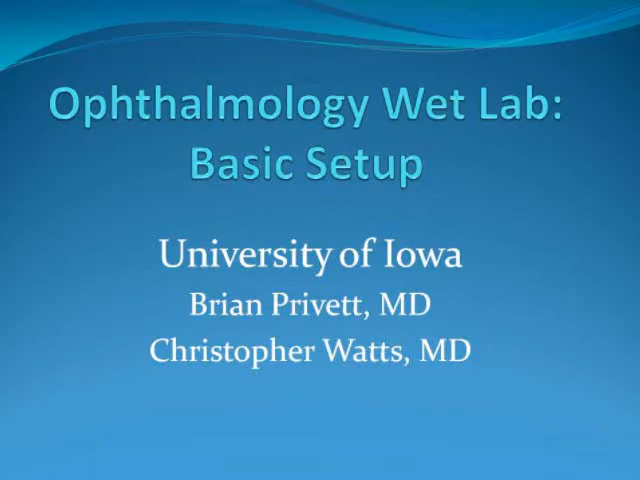 Ophthalmology Wet Lab:
Basic Setup
University of Iowa
Brian Privett, MD
Christopher Watts, MD